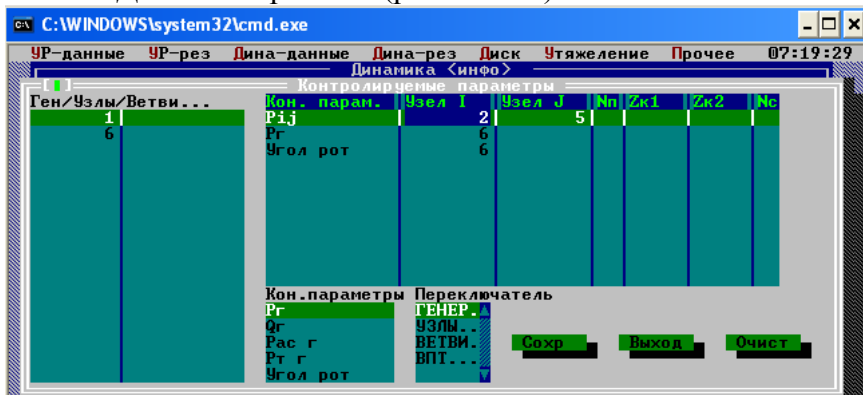 C:\WINDOWS\system32\cmd.exe
УР-данные УР-рез Дина-данные Дина-рез Диск Утяжеление Прочее 07:19:29
Динамика <инфо>
Контролируемые параметры
Ген/Узлы/Ветви... Кон. парам. Узел I Узел J Nп Zк1 Zк2 Nс
1 Pij 2 5
6 Pг 6
Угол рот 6
Кон.параметры Переключатель
Pг ГЕНЕР.
Qг УЗЛЫ..
Рас г ВЕТВИ. Сохр Выход Очист
Рт г ВПТ...
Угол рот